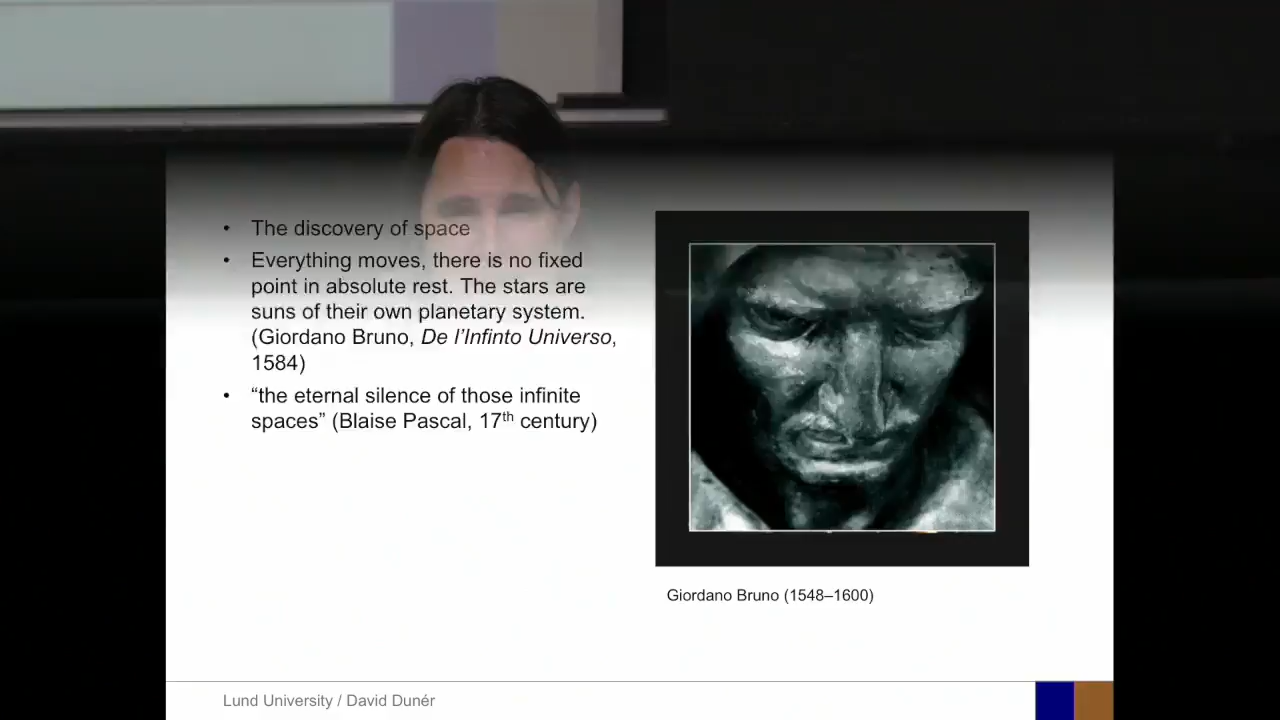 • The discovery of space
• Everything moves, there is no fixed
point in absolute rest. The stars are
suns of their own planetary system.
(Giordano Bruno, De l’Infinto Universo,
1584)
• “the eternal silence of those infinite
spaces” (Blaise Pascal, 17th century)
Giordano Bruno (1548–1600)
Lund University / David Dunér